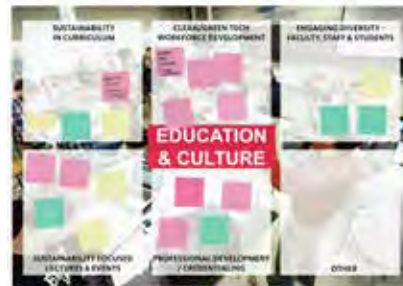 SUSTAINABILITY
IN CURRICULUM
CLEAN/GREEN TECH
WORKFORCE DEVELOPMENT
ENGAGING DIVERSITY -
FACULTY, STAFF & STUDENTS
EDUCATION
& CULTURE
SUSTAINABILITY FOCUSED
LECTURES & EVENTS
PROFESSIONAL DEVELOPMENT
/ CREDENTIALING
OTHER